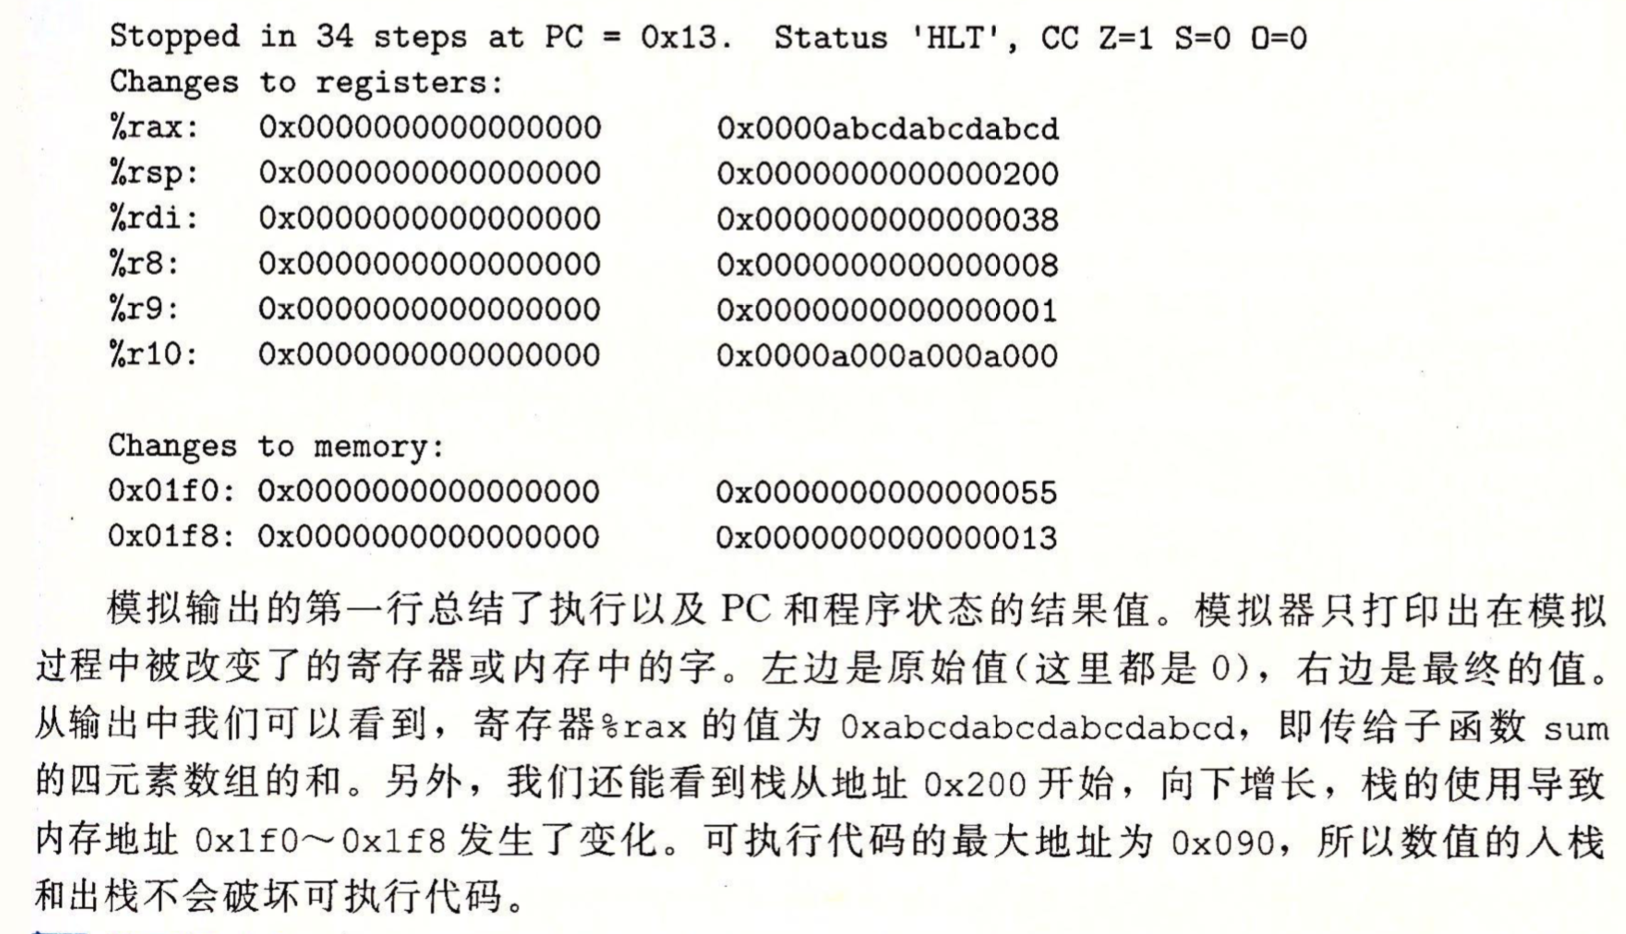 Stopped in 34 steps at PC = 0x13.  Status 'HLT', CC Z=1 S=0 O=0
Changes to registers:
%rax:   0x0000000000000000      0x0000abcdabcdabcd
%rsp:   0x0000000000000000      0x0000000000000200
%rdi:   0x0000000000000000      0x0000000000000038
%r8:    0x0000000000000000      0x0000000000000008
%r9:    0x0000000000000000      0x0000000000000001
%r10:   0x0000000000000000      0x0000a000a000a000
Changes to memory:
0x01f0: 0x0000000000000000      0x0000000000000055
0x01f8: 0x0000000000000000      0x0000000000000013
模拟输出的第一行总结了执行以及 PC 和程序状态的结果值。模拟器只打印出在模拟
过程中被改变了的寄存器或内存中的字。左边是原始值(这里都是 0)，右边是最终的值。
从输出中我们可以看到，寄存器%rax 的值为 0xabcdabcdabcdabcd，即传给子函数 sum
的四元素数组的和。另外，我们还能看到栈从地址 0x200 开始，向下增长，栈的使用导致
内存地址 0x1f0～0x1f8 发生了变化。可执行代码的最大地址为 0x090，所以数值的入栈
和出栈不会破坏可执行代码。